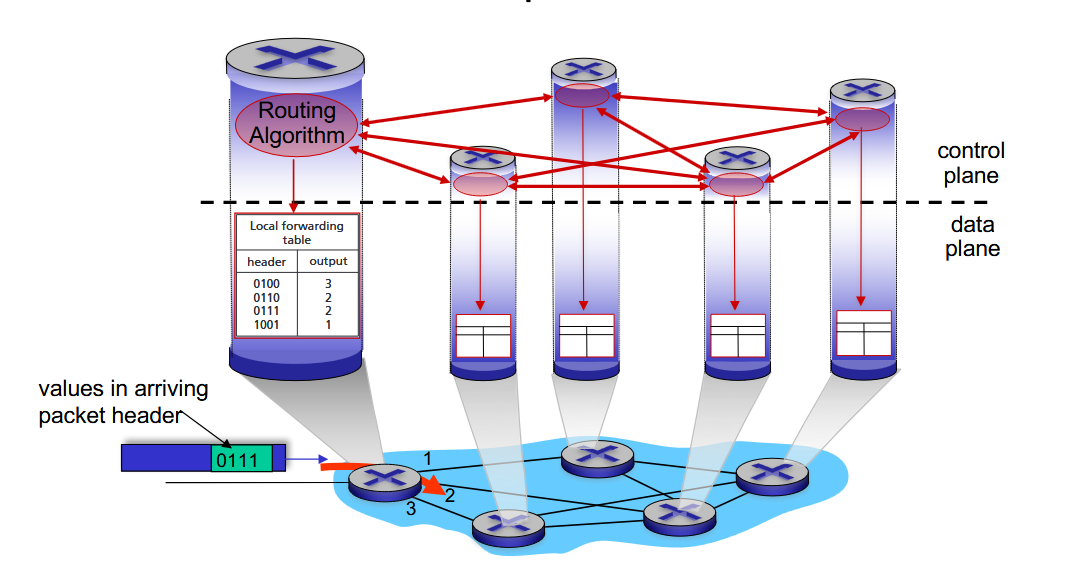 Routing
Algorithm
control
plane
data
plane
Local forwarding
table
header output
0100 3
0110 2
0111 2
1001 1
values in arriving
packet header
0111
1
2
3